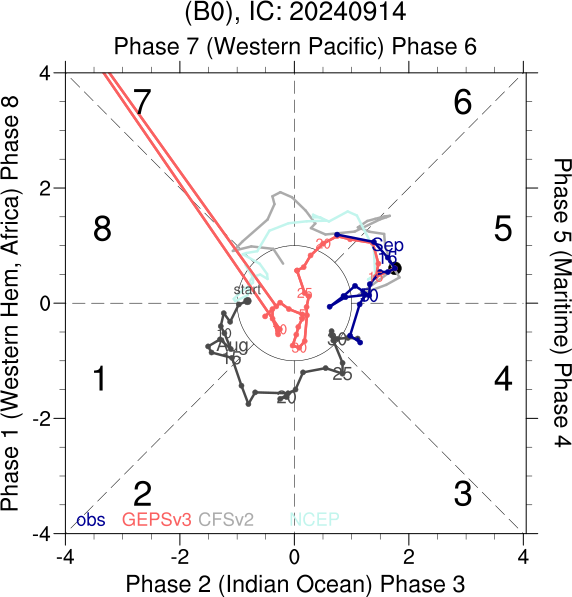 (B0), IC: 20240914
Phase 7 (Western Pacific) Phase 6
Phase 1 (Western Hem, Africa) Phase 8
Phase 5 (Maritime) Phase 4
4
2
0
-2
-4
7
6
8
5
1
4
2
3
20
Sep
16
25
start
Aug
15
30
25
20
obs
GEPSv3
CFSv2
NCEP
-4
-2
0
2
4
Phase 2 (Indian Ocean) Phase 3